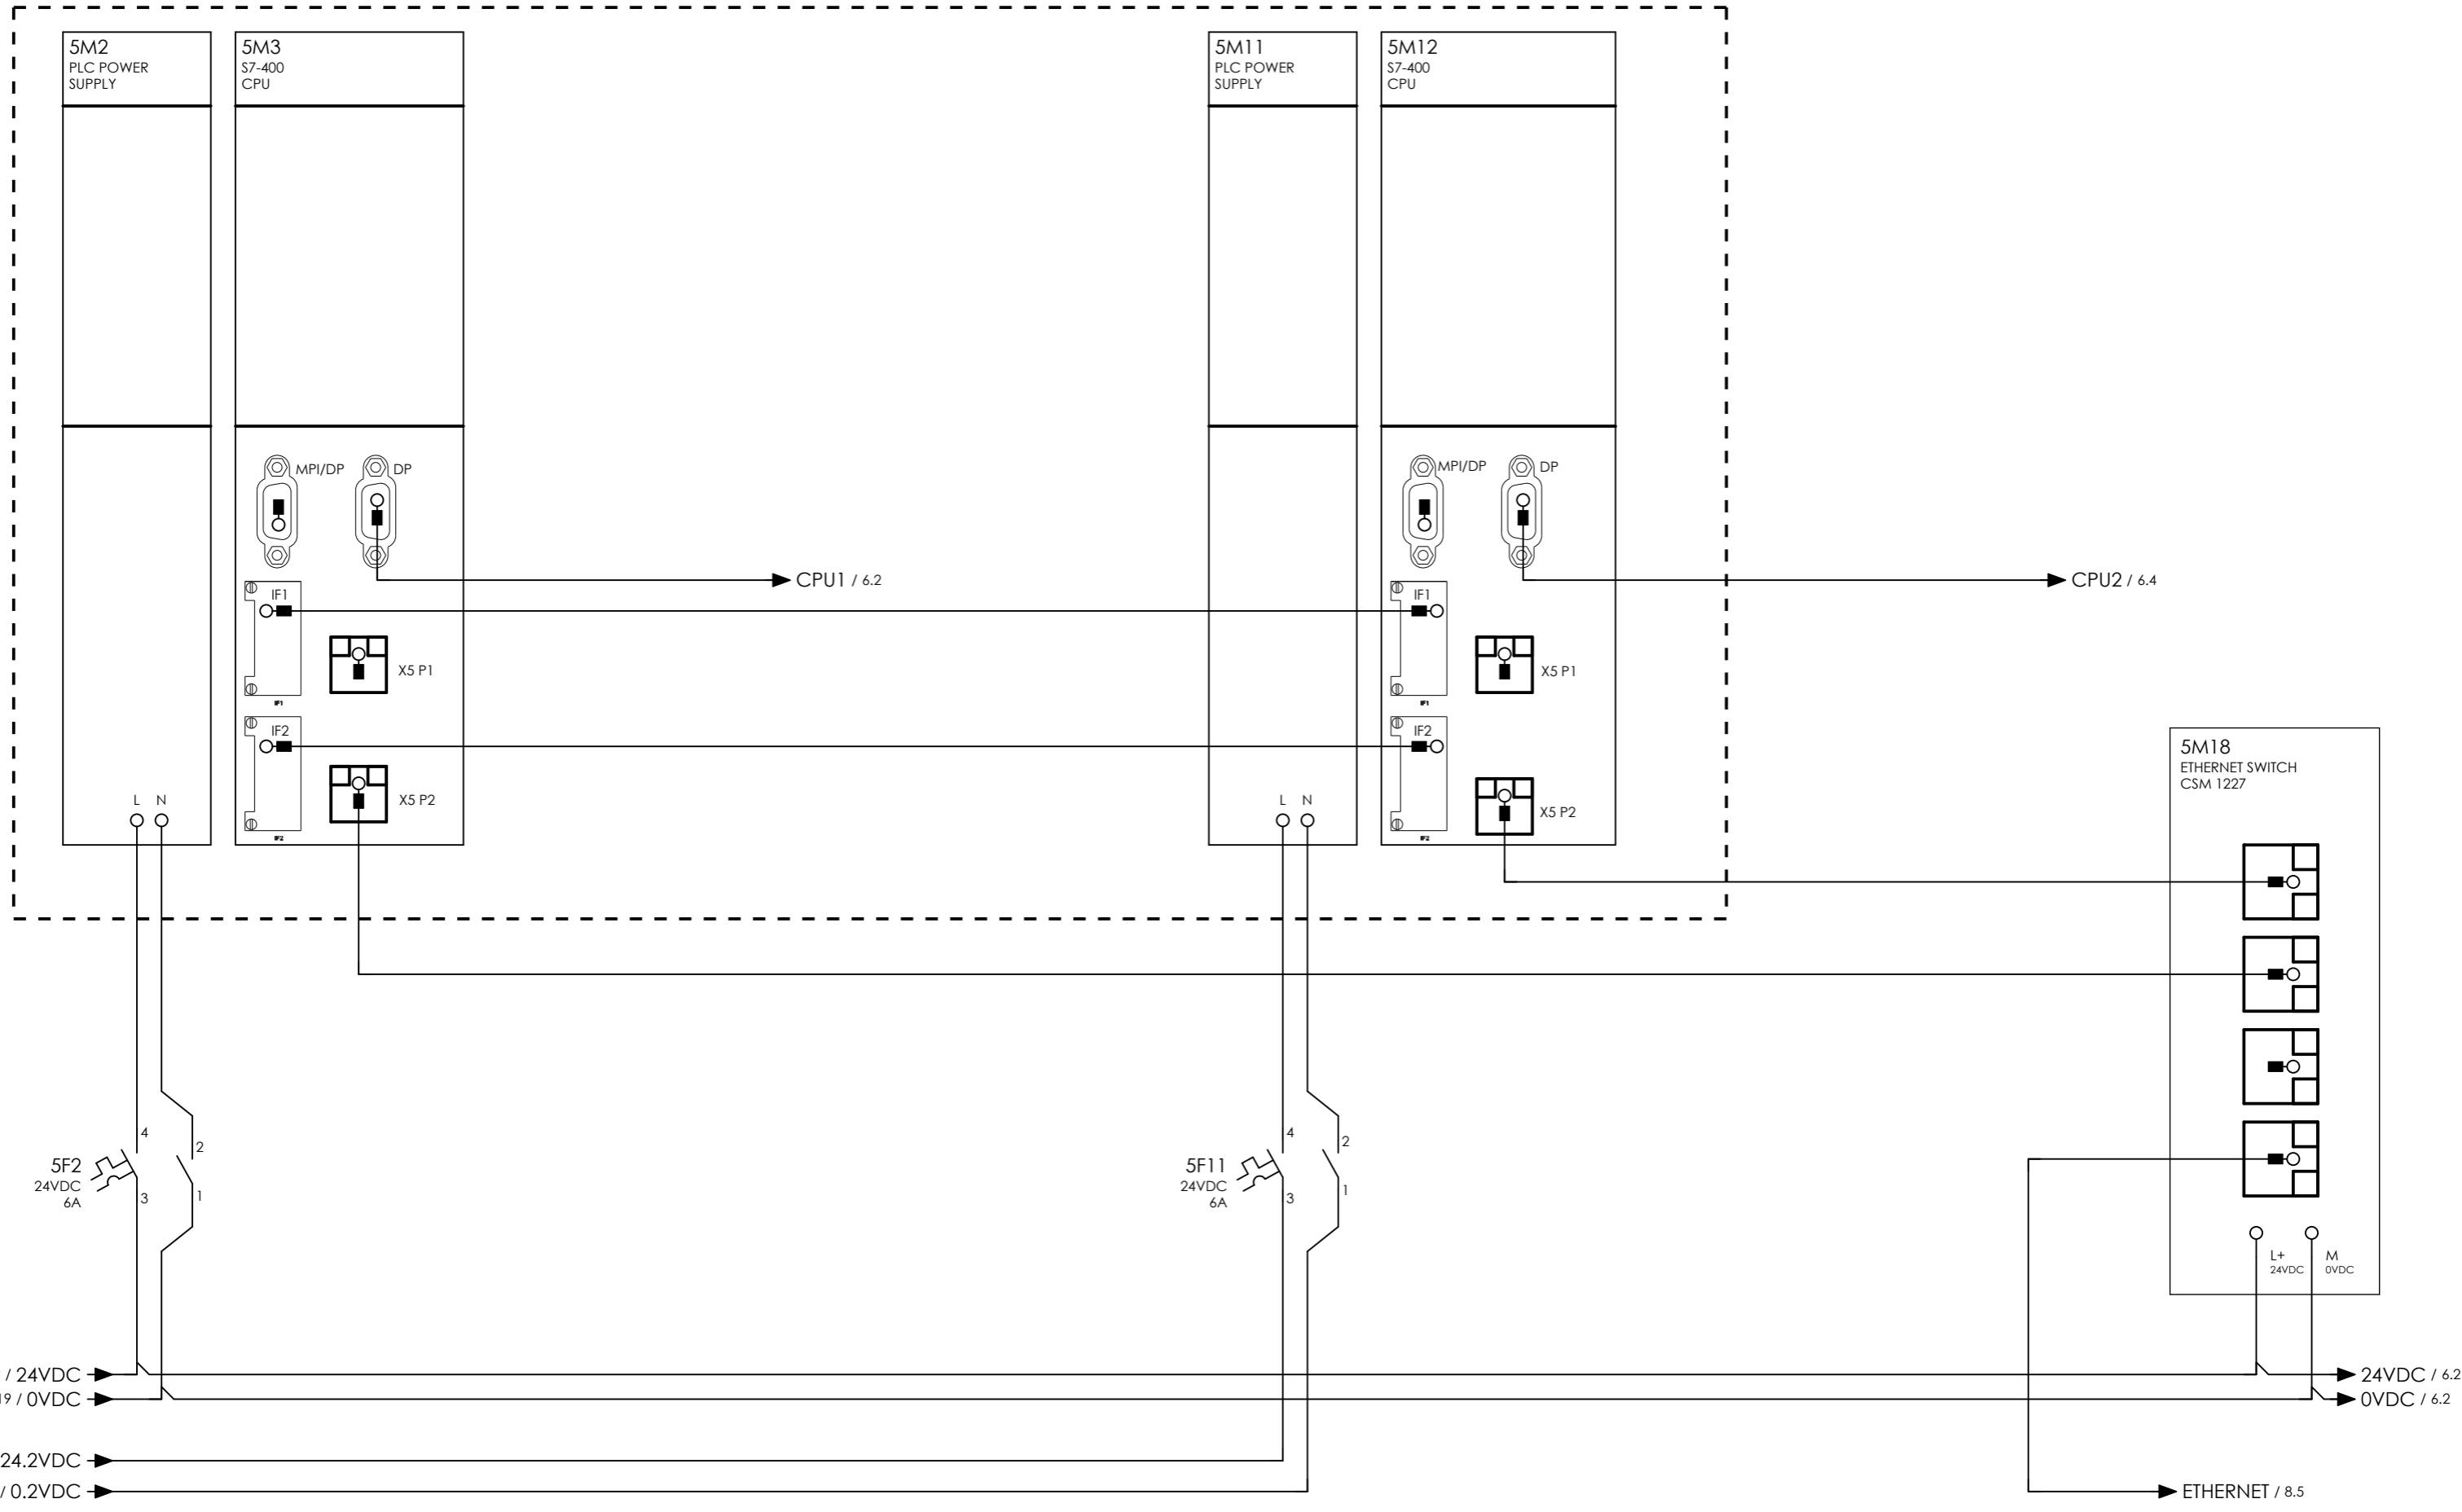 5M2
PLC POWER
SUPPLY
5M3
S7-400
CPU
5M11
PLC POWER
SUPPLY
5M12
S7-400
CPU
MPI/DP
DP
MPI/DP
DP
CPU1 / 6.2
CPU2 / 6.4
IF1
IF1
X5 P1
X5 P1
IF1
IF1
IF2
IF2
X5 P2
X5 P2
IF2
IF2
L N
L N
5M18
ETHERNET SWITCH
CSM 1227
4
2
5F2
24VDC
6A
3
1
4
2
5F11
24VDC
6A
3
1
L+
24VDC
M
0VDC
/ 24VDC
24VDC / 6.2
/ 0VDC
0VDC / 6.2
24.2VDC
/ 0.2VDC
ETHERNET / 8.5